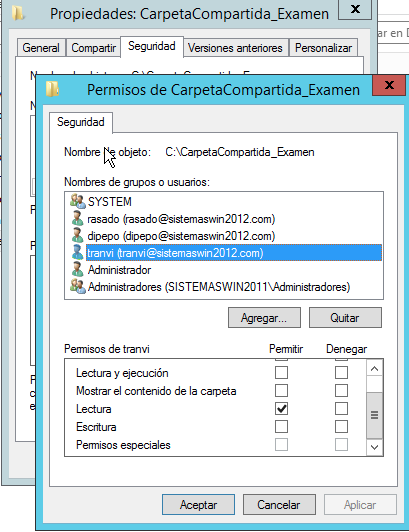 Propiedades: CarpetaCompartida_Examen
x
General Compartir Seguridad Versiones anteriores Personalizar
ar en
Permisos de CarpetaCompartida_Examen
x
Seguridad
Nombre de objeto: C:\CarpetaCompartida_Examen
Nombres de grupos o usuarios:
SYSTEM
rasado (rasado@sistemaswin2012.com)
dipepo (dipepo@sistemaswin2012.com)
tranvi (tranvi@sistemaswin2012.com)
Administrador
Administradores (SISTEMASWIN2011\Administradores)
Agregar... Quitar
Permisos de tranvi Permitir Denegar
Lectura y ejecución
Mostrar el contenido de la carpeta
Lectura
Escritura
Permisos especiales
Aceptar Cancelar Aplicar